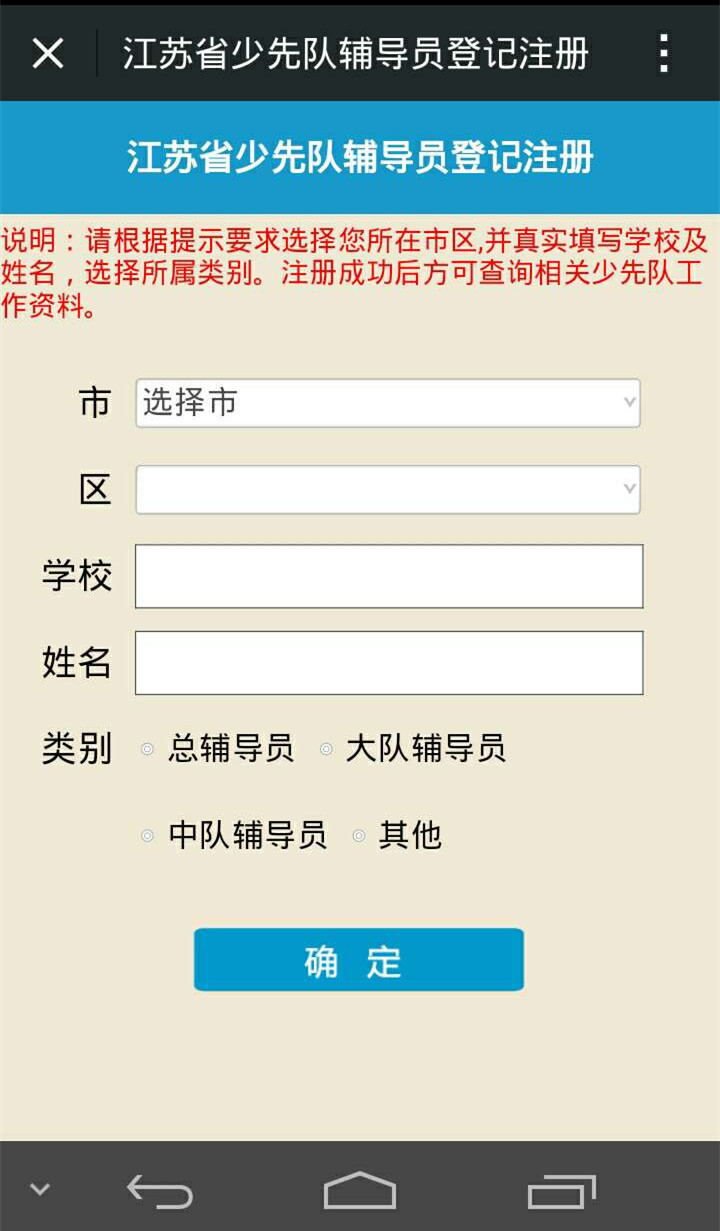 江苏省少先队辅导员登记注册
江苏省少先队辅导员登记注册
说明：请根据提示要求选择您所在市区,并真实填写学校及
姓名，选择所属类别。注册成功后方可查询相关少先队工
作资料。
市 选择市
区
学校
姓名
类别 总辅导员 大队辅导员
中队辅导员 其他
确 定